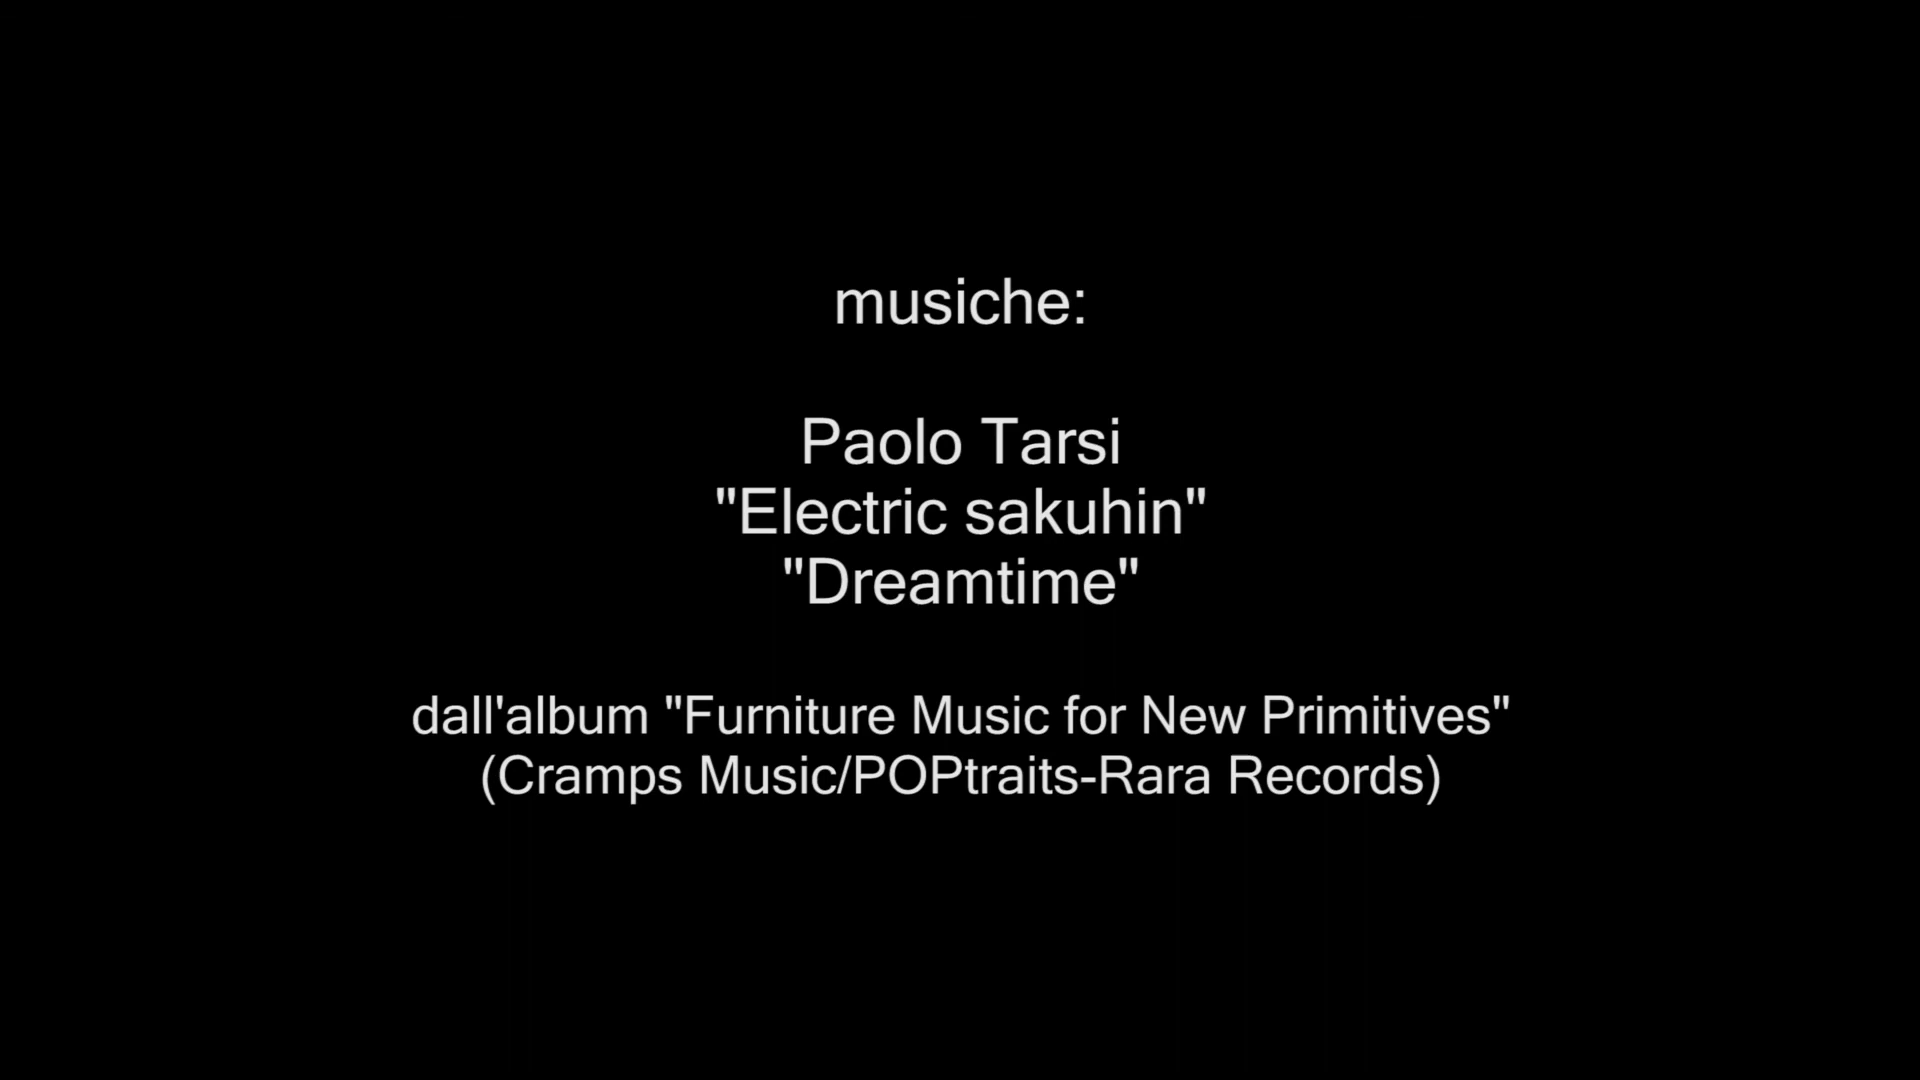 musiche:
Paolo Tarsi
"Electric sakuhin"
"Dreamtime"
dall'album "Furniture Music for New Primitives"
(Cramps Music/POPtraits-Rara Records)